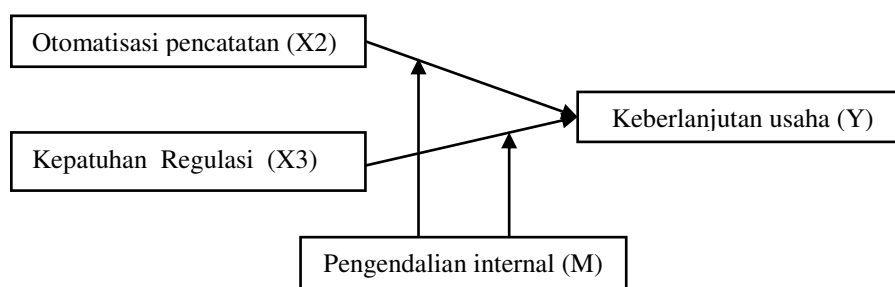 Otomatisasi pencatatan (X2)
Keberlanjutan usaha (Y)
Kepatuhan Regulasi (X3)
Pengendalian internal (M)